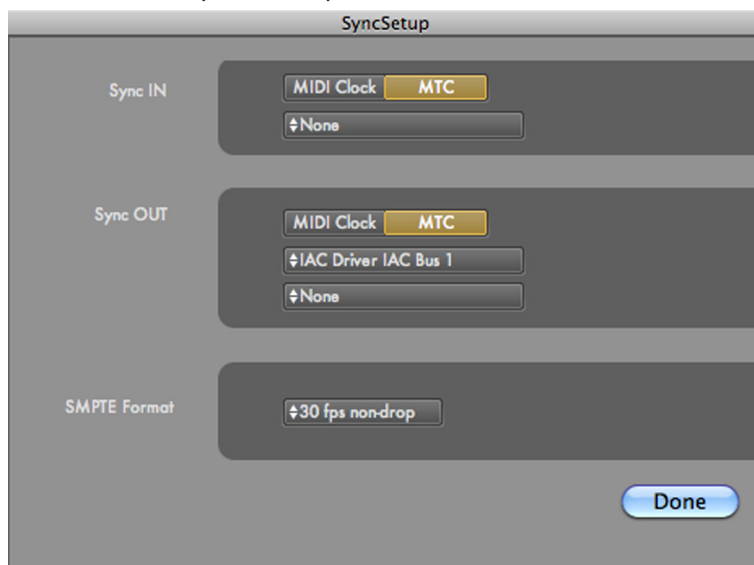 SyncSetup
Sync IN
MIDI Clock MTC
None
Sync OUT
MIDI Clock MTC
IAC Driver IAC Bus 1
None
SMPTE Format
30 fps non-drop
Done